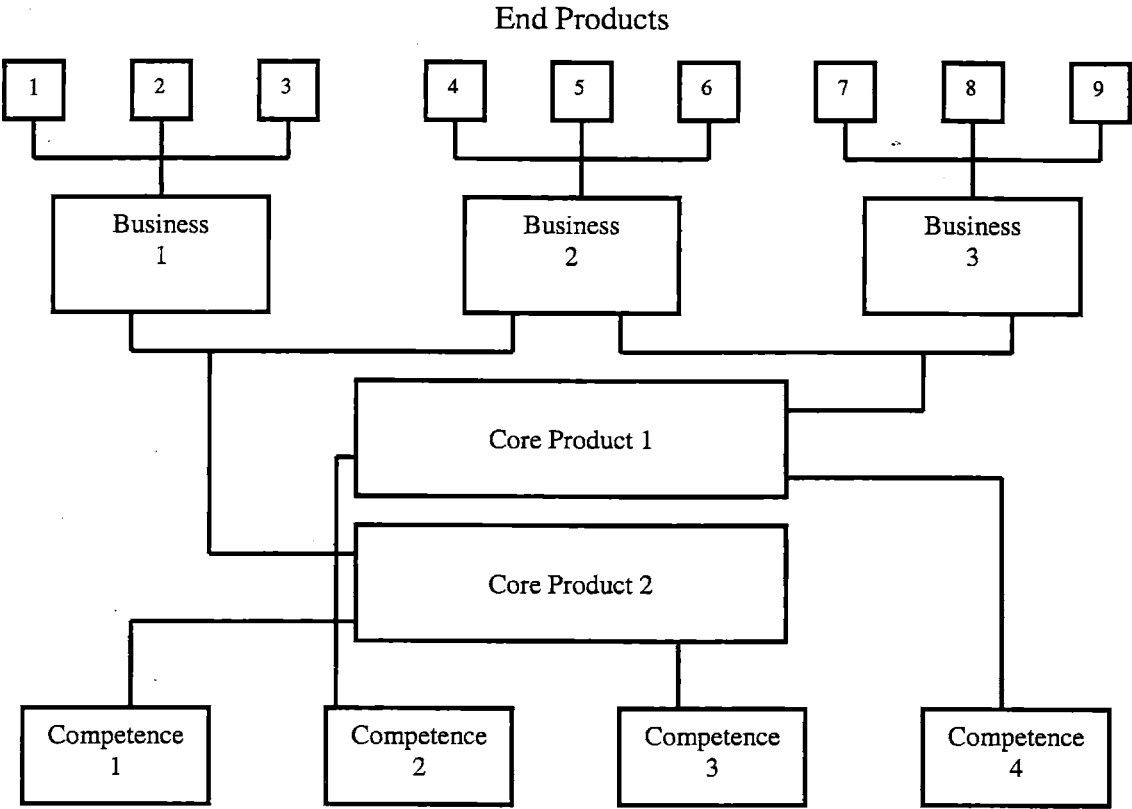 End Products
1
2
3
4
5
6
7
8
9
Business
1
Business
2
Business
3
Core Product 1
Core Product 2
Competence
1
Competence
2
Competence
3
Competence
4